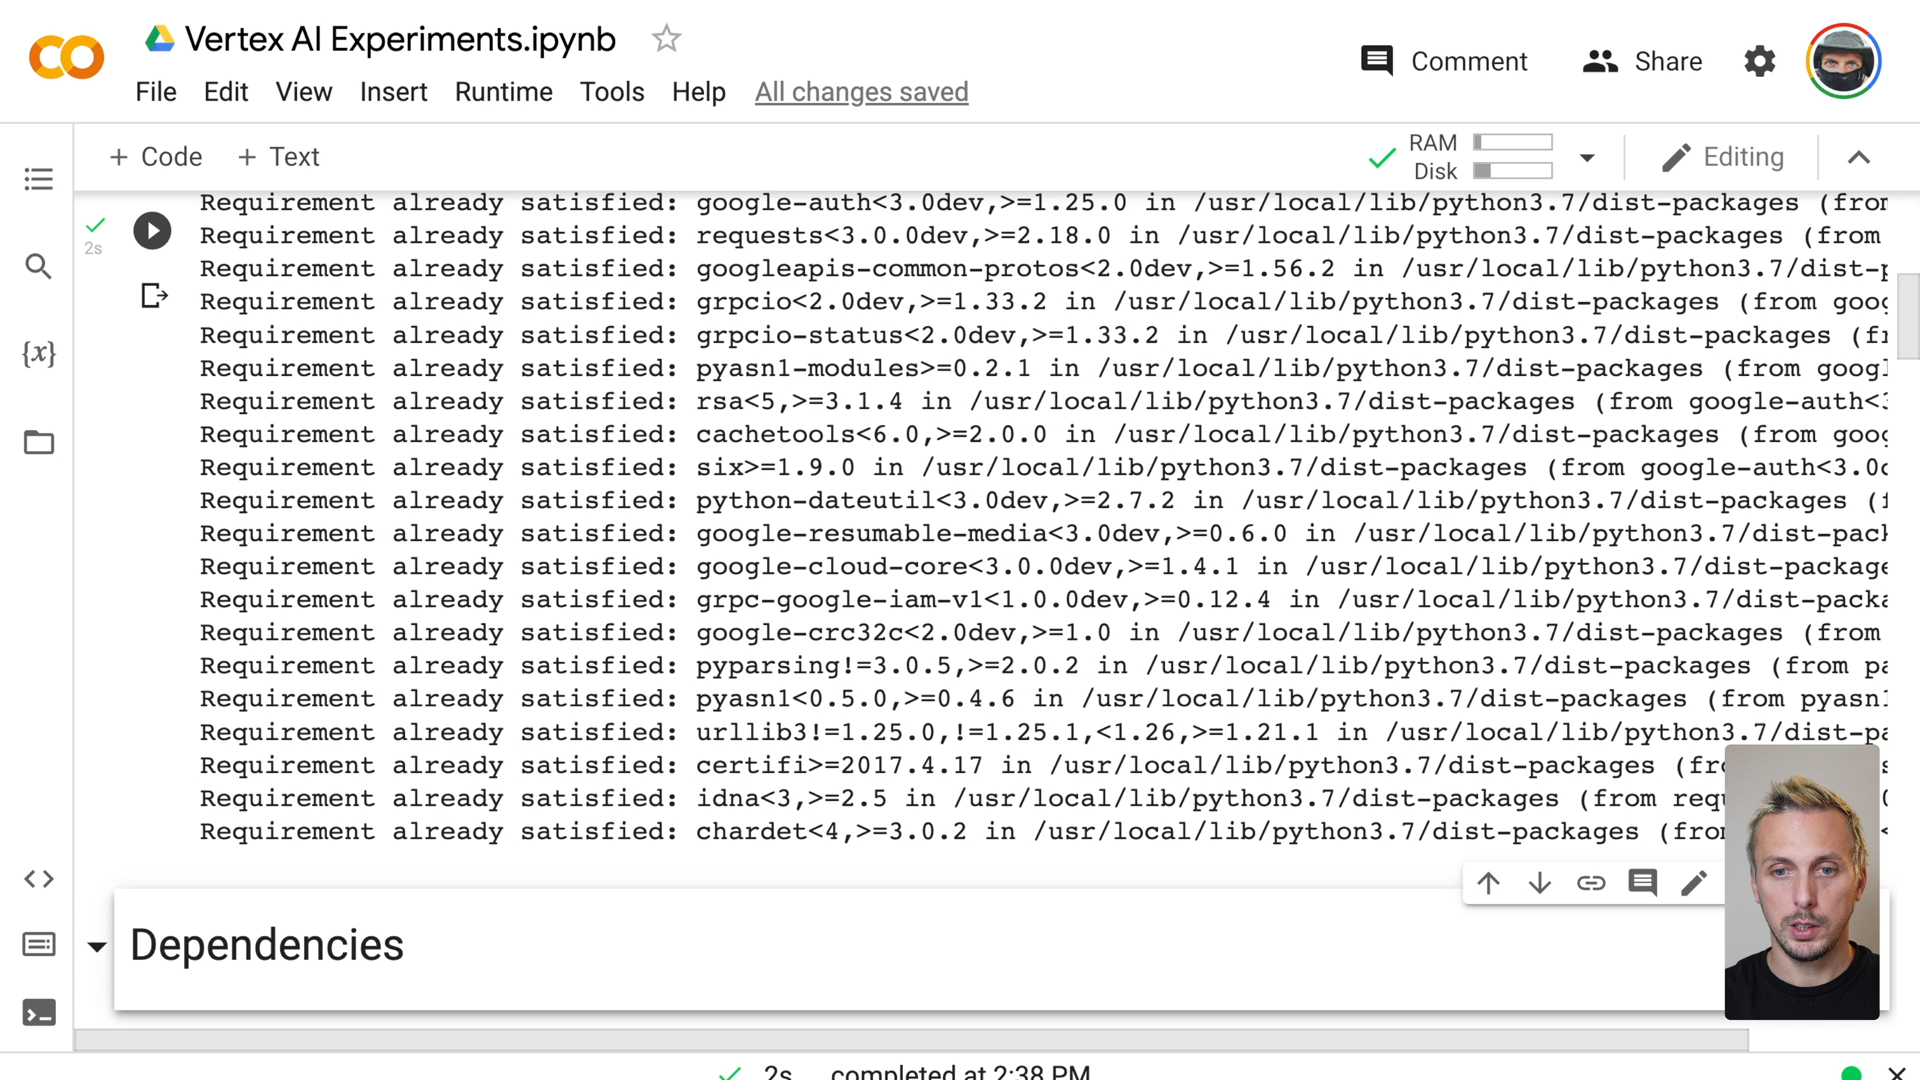 Vertex AI Experiments.ipynb
Comment
Share
File Edit View Insert Runtime Tools Help All changes saved
+ Code + Text
RAM
Disk
Editing
2s
Requirement already satisfied: google-auth<3.0dev,>=1.25.0 in /usr/local/lib/python3.7/dist-packages (from
Requirement already satisfied: requests<3.0.0dev,>=2.18.0 in /usr/local/lib/python3.7/dist-packages (from
Requirement already satisfied: googleapis-common-protos<2.0dev,>=1.56.2 in /usr/local/lib/python3.7/dist-p
Requirement already satisfied: grpcio<2.0dev,>=1.33.2 in /usr/local/lib/python3.7/dist-packages (from goog
Requirement already satisfied: grpcio-status<2.0dev,>=1.33.2 in /usr/local/lib/python3.7/dist-packages (fr
Requirement already satisfied: pyasn1-modules>=0.2.1 in /usr/local/lib/python3.7/dist-packages (from googl
Requirement already satisfied: rsa<5,>=3.1.4 in /usr/local/lib/python3.7/dist-packages (from google-auth<3
Requirement already satisfied: cachetools<6.0,>=2.0.0 in /usr/local/lib/python3.7/dist-packages (from goog
Requirement already satisfied: six>=1.9.0 in /usr/local/lib/python3.7/dist-packages (from google-auth<3.0d
Requirement already satisfied: python-dateutil<3.0dev,>=2.7.2 in /usr/local/lib/python3.7/dist-packages (f
Requirement already satisfied: google-resumable-media<3.0dev,>=0.6.0 in /usr/local/lib/python3.7/dist-pack
Requirement already satisfied: google-cloud-core<3.0.0dev,>=1.4.1 in /usr/local/lib/python3.7/dist-package
Requirement already satisfied: grpc-google-iam-v1<1.0.0dev,>=0.12.4 in /usr/local/lib/python3.7/dist-packa
Requirement already satisfied: google-crc32c<2.0dev,>=1.0 in /usr/local/lib/python3.7/dist-packages (from
Requirement already satisfied: pyparsing!=3.0.5,>=2.0.2 in /usr/local/lib/python3.7/dist-packages (from pa
Requirement already satisfied: pyasn1<0.5.0,>=0.4.6 in /usr/local/lib/python3.7/dist-packages (from pyasn1
Requirement already satisfied: urllib3!=1.25.0,!=1.25.1,<1.26,>=1.21.1 in /usr/local/lib/python3.7/dist-pa
Requirement already satisfied: certifi>=2017.4.17 in /usr/local/lib/python3.7/dist-packages (fro
Requirement already satisfied: idna<3,>=2.5 in /usr/local/lib/python3.7/dist-packages (from requ
Requirement already satisfied: chardet<4,>=3.0.2 in /usr/local/lib/python3.7/dist-packages (from
Dependencies
2s completed at 2:38 PM